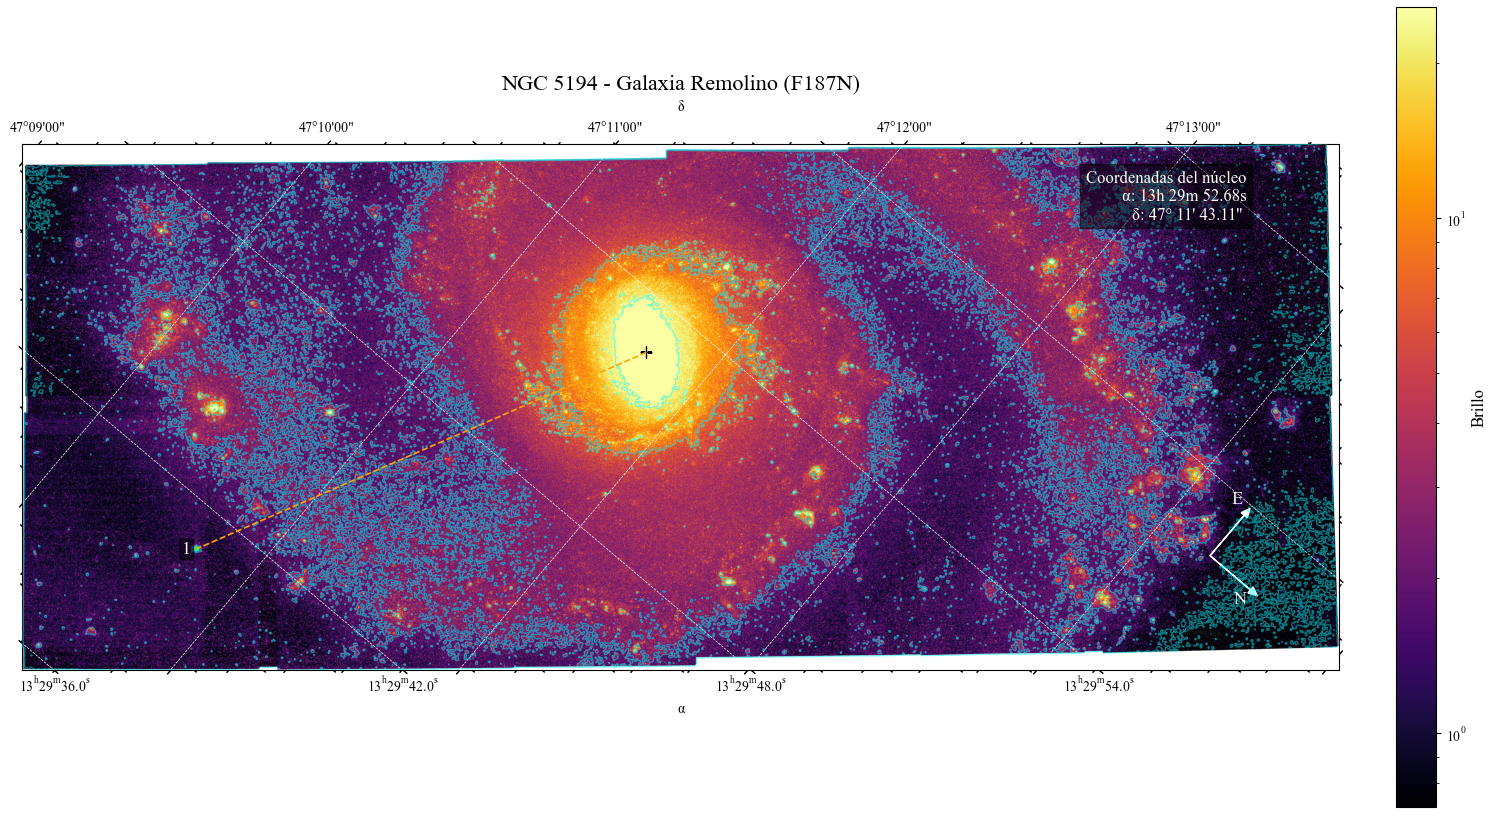 NGC 5194 - Galaxia Remolino (F187N)
δ
47°09'00" 47°10'00" 47°11'00" 47°12'00" 47°13'00"
Coordenadas del núcleo
α: 13h 29m 52.68s
δ: 47° 11' 43.11"
10¹
Brillo
E
1
N
10⁰
13ʰ29ᵐ36.0ˢ 13ʰ29ᵐ42.0ˢ 13ʰ29ᵐ48.0ˢ 13ʰ29ᵐ54.0ˢ
α